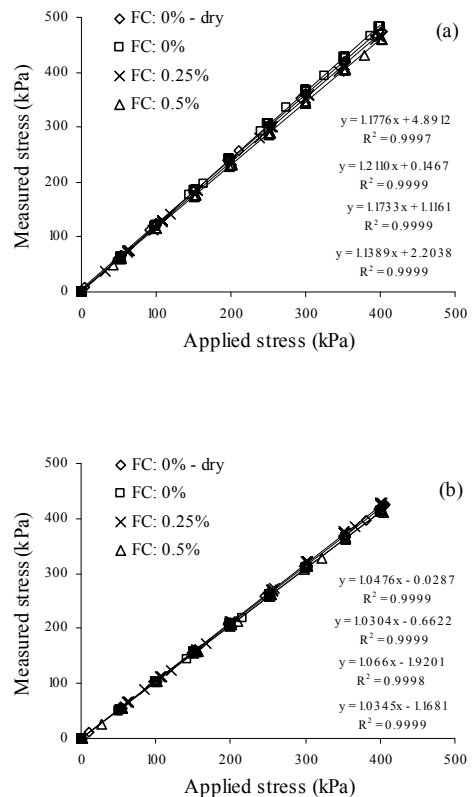 500
(a)
FC: 0% - dry
FC: 0%
400
FC: 0.25%
FC: 0.5%
300
y = 1.1776x + 4.8912
R² = 0.9997
200
y = 1.2110x + 0.1467
R² = 0.9999
y = 1.1733x + 1.1161
R² = 0.9999
100
y = 1.1389x + 2.2038
R² = 0.9999
0
Measured stress (kPa)
0 100 200 300 400 500
Applied stress (kPa)
500
(b)
FC: 0% - dry
FC: 0%
400
FC: 0.25%
FC: 0.5%
300
y = 1.0476x - 0.0287
R² = 0.9999
200
y = 1.0304x - 0.6622
R² = 0.9999
y = 1.066x - 1.9201
R² = 0.9998
100
y = 1.0345x - 1.1681
R² = 0.9999
0
Measured stress (kPa)
0 100 200 300 400 500
Applied stress (kPa)